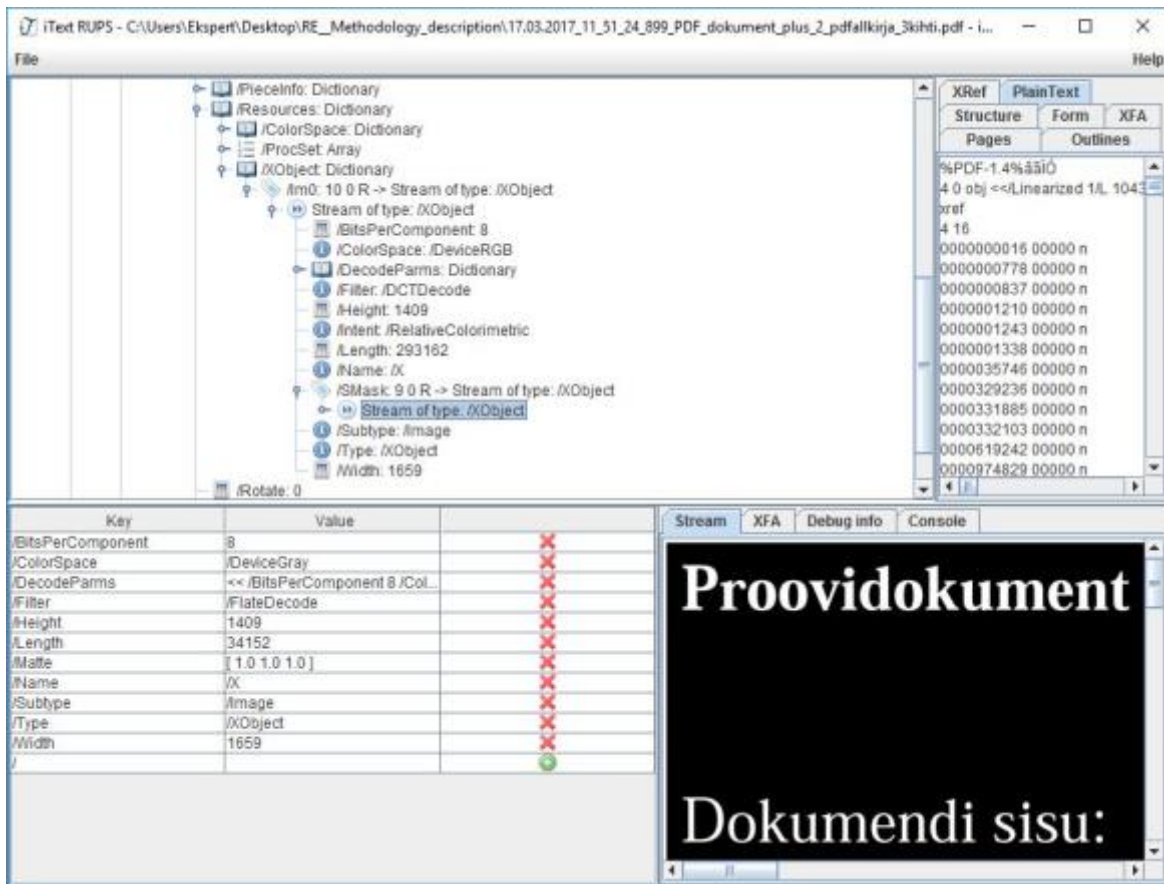 iText RUPS - C:\Users\Ekspert\Desktop\RE__Methodology_description\17.03.2017_11_51_24_899_PDF_dokument_plus_2_pdfallkirja_3kihti.pdf - i...
File Help
/PieceInfo: Dictionary
/Resources: Dictionary
/ColorSpace: Dictionary
/ProcSet: Array
/XObject: Dictionary
/Im0: 10 0 R -> Stream of type: /XObject
Stream of type: /XObject
/BitsPerComponent: 8
/ColorSpace: /DeviceRGB
/DecodeParms: Dictionary
/Filter: /DCTDecode
/Height: 1409
/Intent: /RelativeColorimetric
/Length: 293162
/Name: /X
/SMask: 9 0 R -> Stream of type: /XObject
Stream of type: /XObject
/Subtype: /Image
/Type: /XObject
/Width: 1659
/Rotate: 0
XRef PlainText
Structure Form XFA
Pages Outlines
%PDF-1.4%âãÏÓ
4 0 obj <</Linearized 1/L 1043
xref
4 16
0000000016 00000 n
0000000778 00000 n
0000000837 00000 n
0000001210 00000 n
0000001243 00000 n
0000001338 00000 n
0000035746 00000 n
0000329236 00000 n
0000331885 00000 n
0000332103 00000 n
0000619242 00000 n
0000974829 00000 n
Key Value
/BitsPerComponent 8
/ColorSpace /DeviceGray
/DecodeParms << /BitsPerComponent 8 /Col...
/Filter /FlateDecode
/Height 1409
/Length 34152
/Matte [ 1.0 1.0 1.0 ]
/Name /X
/Subtype /Image
/Type /XObject
/Width 1659
/
Stream XFA Debug info Console
Proovidokument
Dokumendi sisu: